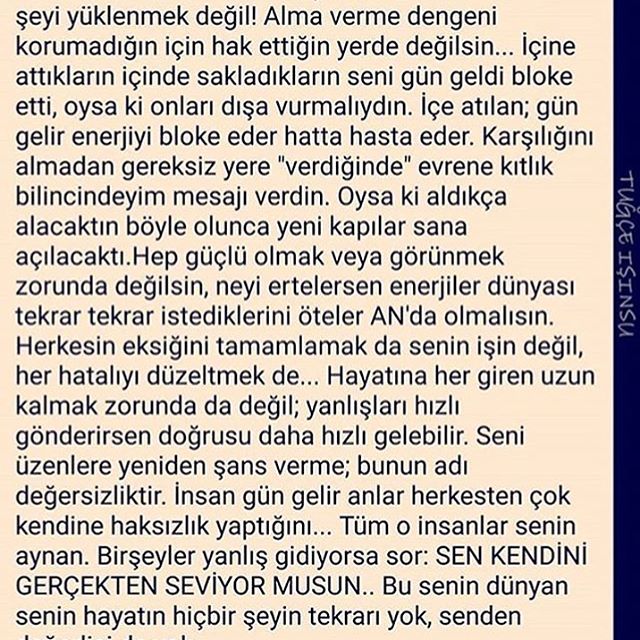 şeyi yüklenmek değil! Alma verme dengeni
korumadığın için hak ettiğin yerde değilsin... İçine
attıkların içinde sakladıkların seni gün geldi bloke
etti, oysa ki onları dışa vurmalıydın. İçe atılan; gün
gelir enerjiyi bloke eder hatta hasta eder. Karşılığını
almadan gereksiz yere "verdiğinde" evrene kıtlık
bilincindeyim mesajı verdin. Oysa ki aldıkça
alacaktın böyle olunca yeni kapılar sana
açılacaktı.Hep güçlü olmak veya görünmek
zorunda değilsin, neyi ertelersen enerjiler dünyası
tekrar tekrar istediklerini öteler AN'da olmalısın.
Herkesin eksiğini tamamlamak da senin işin değil,
her hatalıyı düzeltmek de... Hayatına her giren uzun
kalmak zorunda da değil; yanlışları hızlı
gönderirsen doğrusu daha hızlı gelebilir. Seni
üzenlere yeniden şans verme; bunun adı
değersizliktir. İnsan gün gelir anlar herkesten çok
kendine haksızlık yaptığını... Tüm o insanlar senin
aynan. Birşeyler yanlış gidiyorsa sor: SEN KENDİNİ
GERÇEKTEN SEVİYOR MUSUN.. Bu senin dünyan
senin hayatın hiçbir şeyin tekrarı yok, senden
TUĞÇE IŞINSU